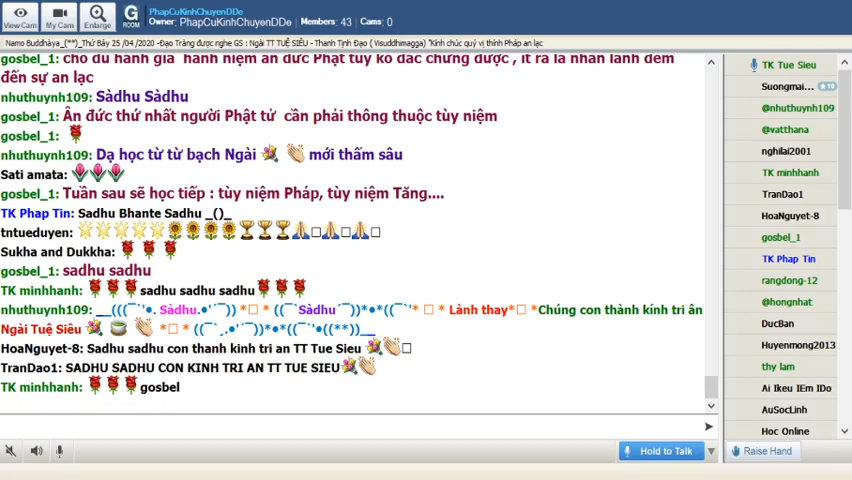 PhapCuKinhChuyenDDe
Owner: PhapCuKinhChuyenDDe Members: 43 Cams: 0
View Cam My Cam Enlarge G ROOM
Namo Buddhàya_(**)_Thứ Bảy 25 /04 /2020 -Đạo Tràng được nghe GS : Ngài TT TUỆ SIÊU - Thanh Tịnh Đạo ( Visuddhimagga) "Kính chúc quý vị thính Pháp an lạc
gosbel_1: cho dù hành giả hành niệm ân đức Phật tuy ko đắc chứng được , ít ra là nhân lành đem
đến sự an lạc
nhuthuynh109: Sàdhu Sàdhu
gosbel_1: Ân đức thứ nhất người Phật tử cần phải thông thuộc tùy niệm
gosbel_1:
nhuthuynh109: Dạ học từ từ bạch Ngài mới thấm sâu
Sati amata:
gosbel_1: Tuần sau sẽ học tiếp : tùy niệm Pháp, tùy niệm Tăng....
TK Phap Tin: Sadhu Bhante Sadhu _()_
tntueduyen:
Sukha and Dukkha:
gosbel_1: sadhu sadhu
TK minhhanh: sadhu sadhu sadhu
nhuthuynh109: __(((¯`'•. Sàdhu.•'´¯)) *□ * ((¯`Sàdhu´¯))*•*((¯`'* □ * Lành thay*□ *Chúng con thành kính tri ân
Ngài Tuệ Siêu *□ * ((¯´,.•'´¯))*•*((¯`'•((**))__
HoaNguyet-8: Sadhu sadhu con thanh kinh tri an TT Tue Sieu
TranDao1: SADHU SADHU CON KINH TRI AN TT TUE SIEU
TK minhhanh: gosbel
Hold to Talk
TK Tue Sieu
Suongmai... 10
@nhuthuynh109
@vatthana
nghilai2001
TK minhhanh
TranDao1
HoaNguyet-8
gosbel_1
TK Phap Tin
rangdong-12
@hongnhat
DucBan
Huyenmong2013
thy lam
Ai Ikeu IEm IDo
AuSocLinh
Hoc Online
Raise Hand